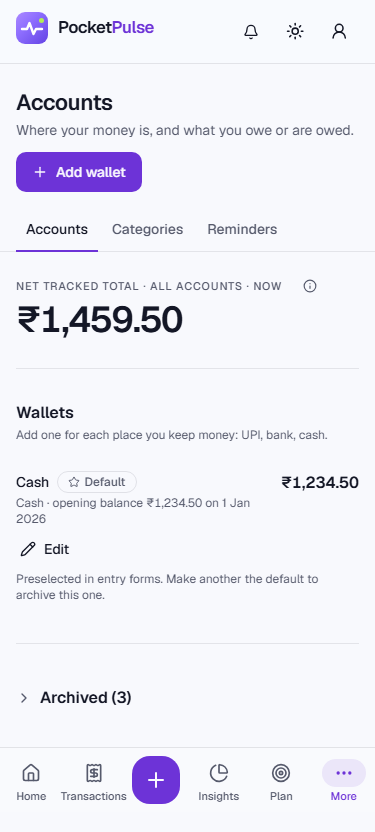 PocketPulse
Accounts
Where your money is, and what you owe or are owed.
Add wallet
Accounts Categories Reminders
NET TRACKED TOTAL · ALL ACCOUNTS · NOW
₹1,459.50
Wallets
Add one for each place you keep money: UPI, bank, cash.
Cash Default ₹1,234.50
Cash · opening balance ₹1,234.50 on 1 Jan
2026
Edit
Preselected in entry forms. Make another the default to
archive this one.
Archived (3)
Home Transactions Insights Plan More